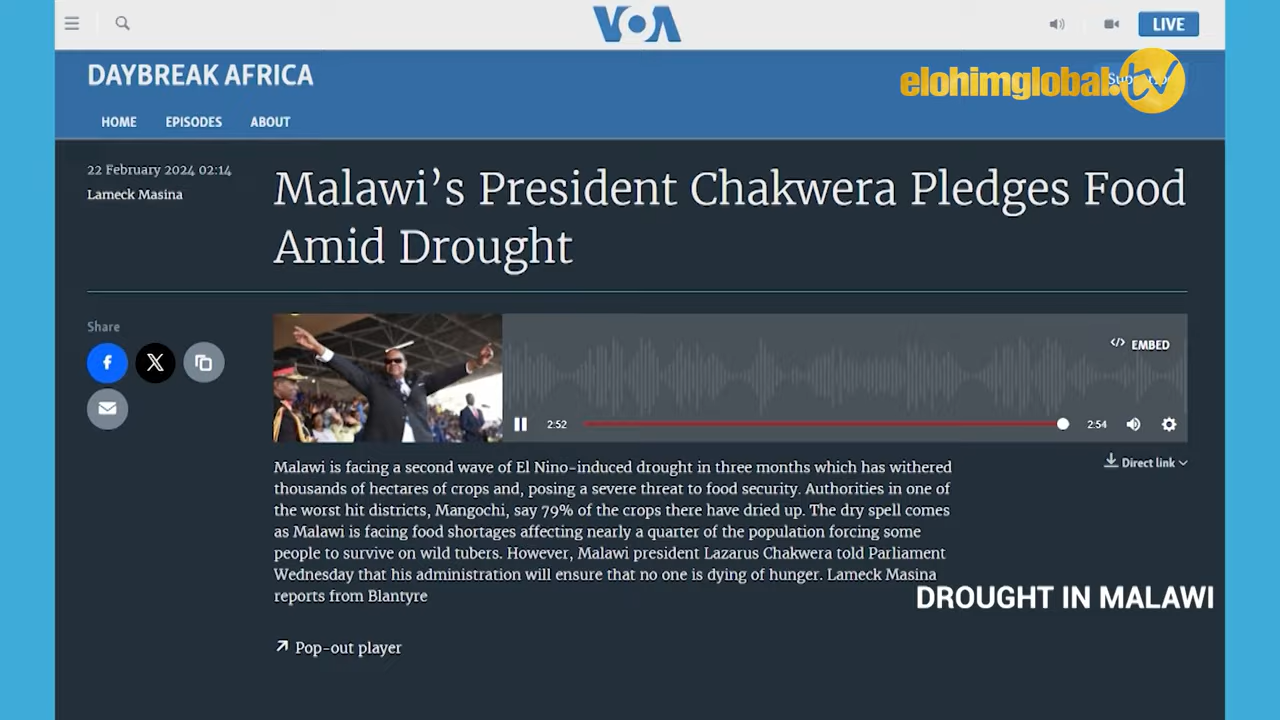 VOA
LIVE
DAYBREAK AFRICA
elohimglobal.tv
HOME EPISODES ABOUT
22 February 2024 02:14
Lameck Masina
Malawi’s President Chakwera Pledges Food
Amid Drought
Share
EMBED
2:52
2:54
Direct link
Malawi is facing a second wave of El Nino-induced drought in three months which has withered
thousands of hectares of crops and, posing a severe threat to food security. Authorities in one of
the worst hit districts, Mangochi, say 79% of the crops there have dried up. The dry spell comes
as Malawi is facing food shortages affecting nearly a quarter of the population forcing some
people to survive on wild tubers. However, Malawi president Lazarus Chakwera told Parliament
Wednesday that his administration will ensure that no one is dying of hunger. Lameck Masina
reports from Blantyre
DROUGHT IN MALAWI
Pop-out player